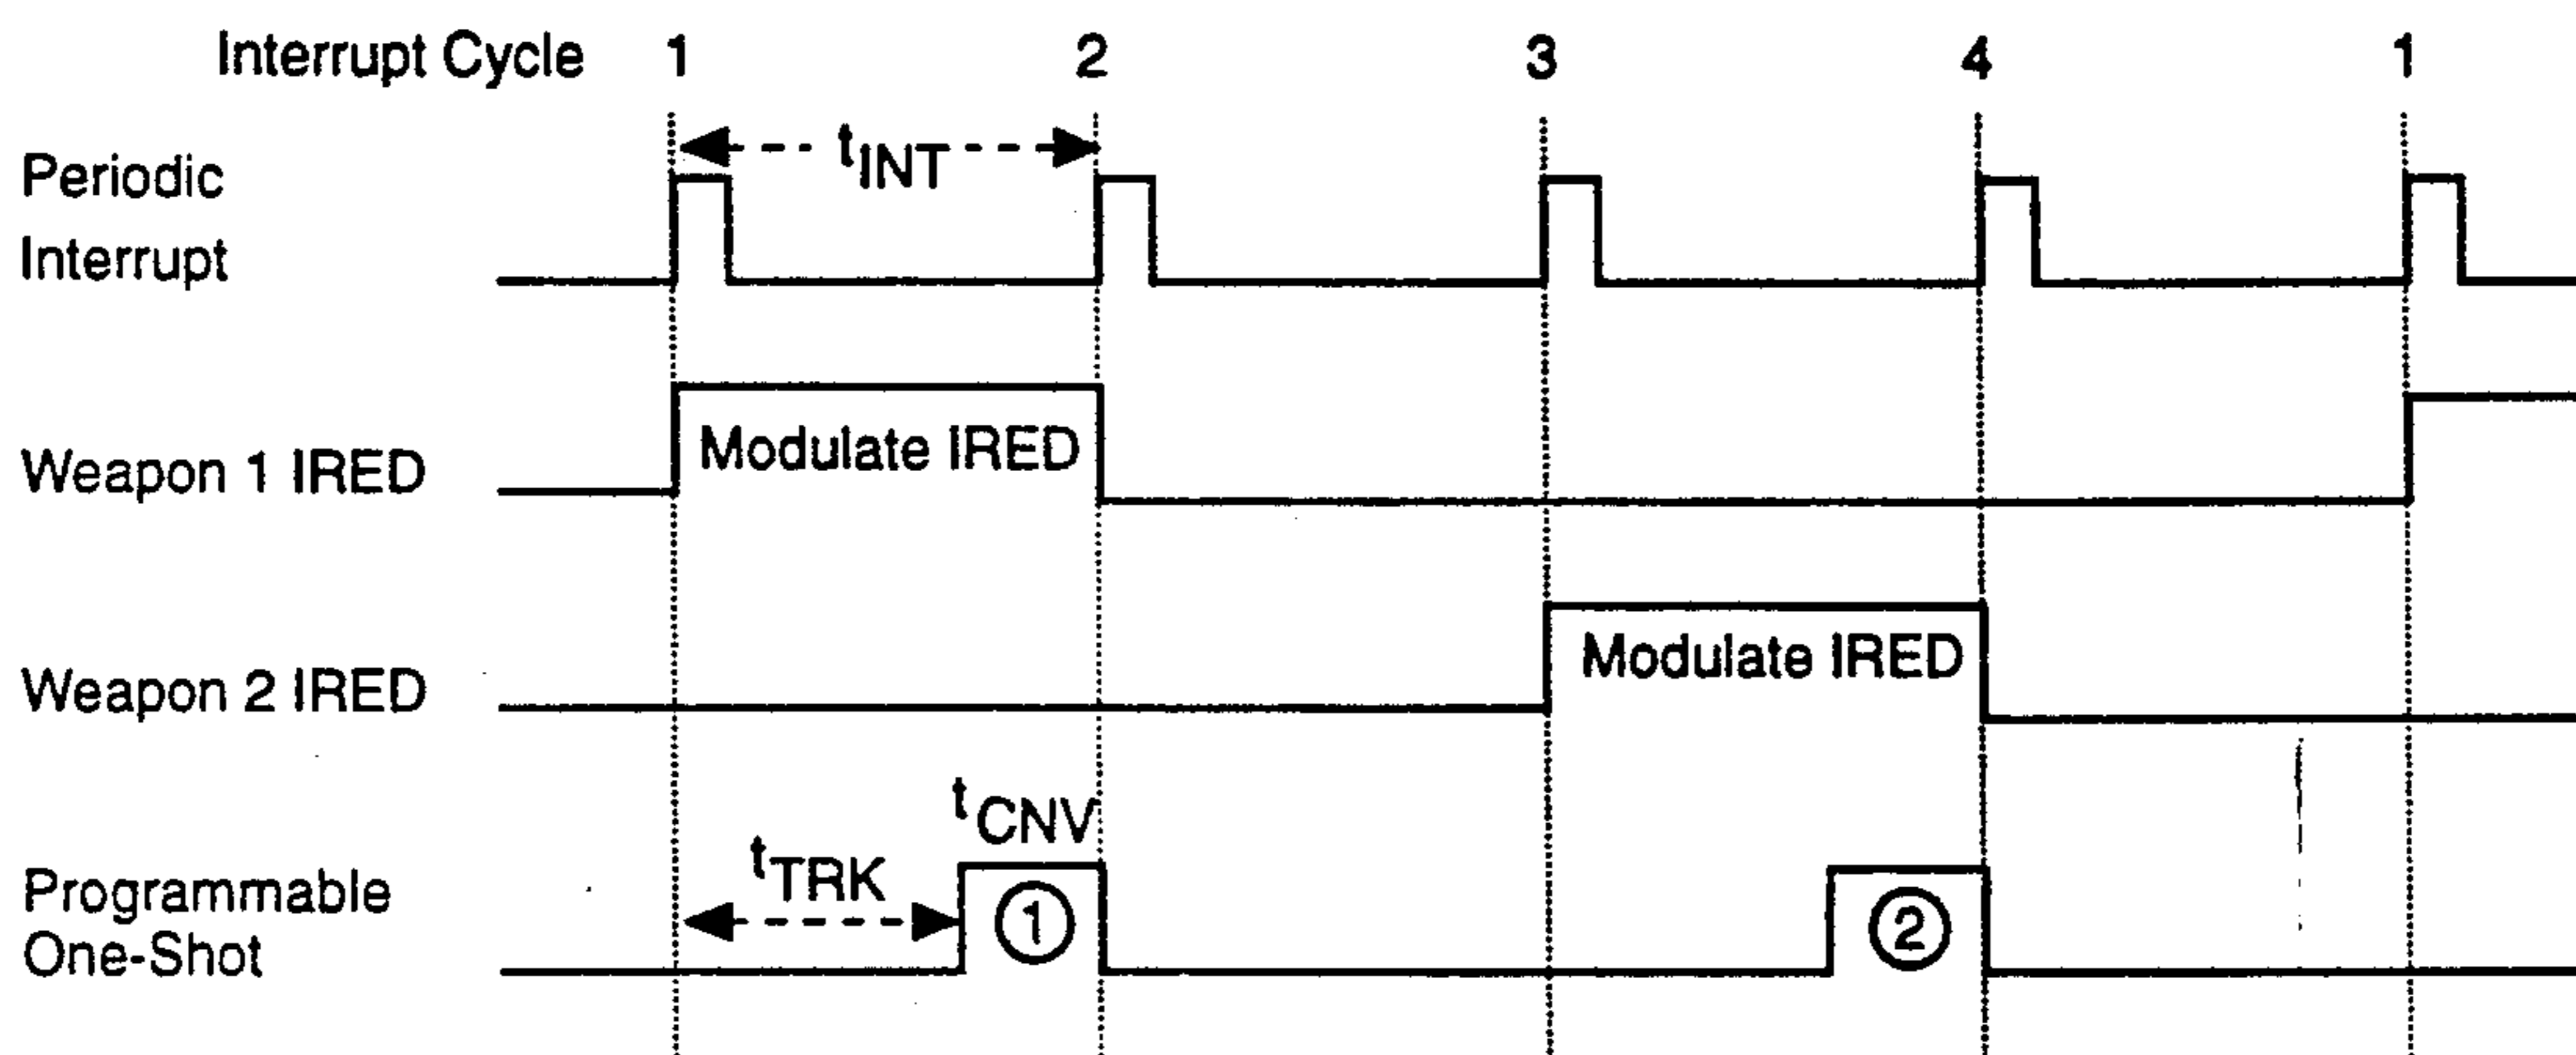 Interrupt Cycle 1 2 3 4 1
Periodic
Interrupt
tINT
Weapon 1 IRED
Modulate IRED
Weapon 2 IRED
Modulate IRED
Programmable
One-Shot
tTRK
tCNV
1
2